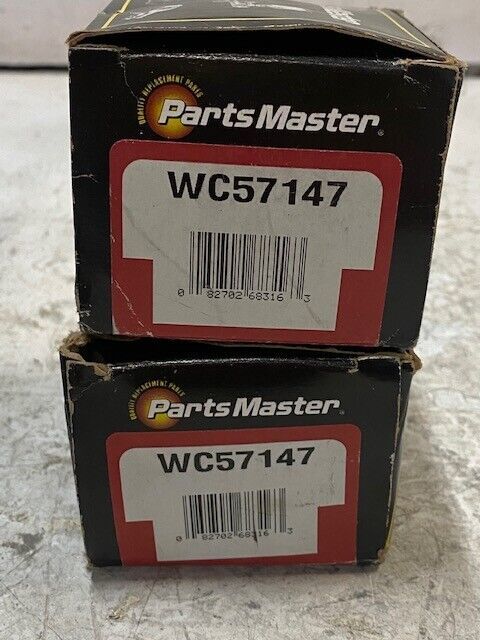 QUALITY REPLACEMENT PARTS
PartsMaster®
WC57147
0 82702 68316 3
QUALITY REPLACEMENT PARTS
PartsMaster®
WC57147
0 82702 68316 3